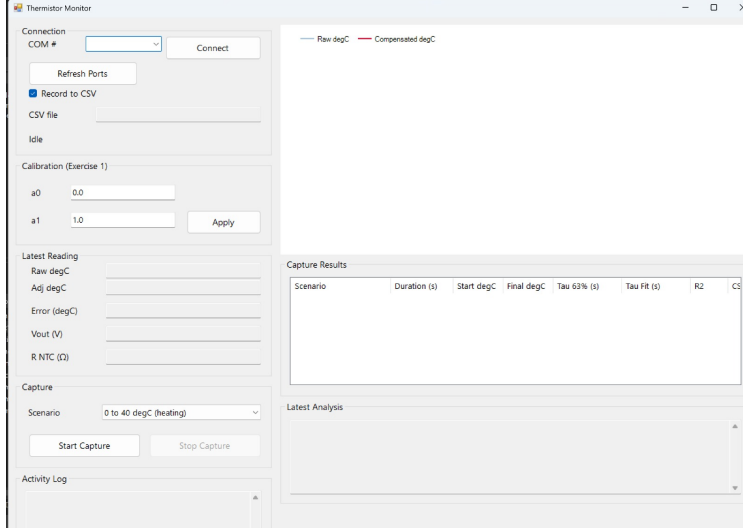 Thermistor Monitor
Connection
COM #
Connect
Refresh Ports
Record to CSV
CSV file
Idle
Calibration (Exercise 1)
a0 0.0
a1 1.0 Apply
Latest Reading
Raw degC
Adj degC
Error (degC)
Vout (V)
R NTC (Ω)
Capture
Scenario 0 to 40 degC (heating)
Start Capture Stop Capture
Activity Log
Raw degC Compensated degC
Capture Results
Scenario Duration (s) Start degC Final degC Tau 63% (s) Tau Fit (s) R2 CS
Latest Analysis